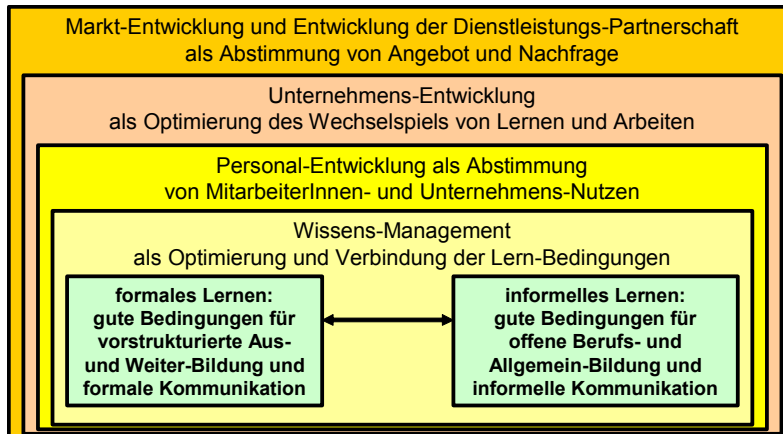 Markt-Entwicklung und Entwicklung der Dienstleistungs-Partnerschaft
als Abstimmung von Angebot und Nachfrage
Unternehmens-Entwicklung
als Optimierung des Wechselspiels von Lernen und Arbeiten
Personal-Entwicklung als Abstimmung
von MitarbeiterInnen- und Unternehmens-Nutzen
Wissens-Management
als Optimierung und Verbindung der Lern-Bedingungen
formales Lernen:
gute Bedingungen für
vorstrukturierte Aus-
und Weiter-Bildung und
formale Kommunikation
informelles Lernen:
gute Bedingungen für
offene Berufs- und
Allgemein-Bildung und
informelle Kommunikation